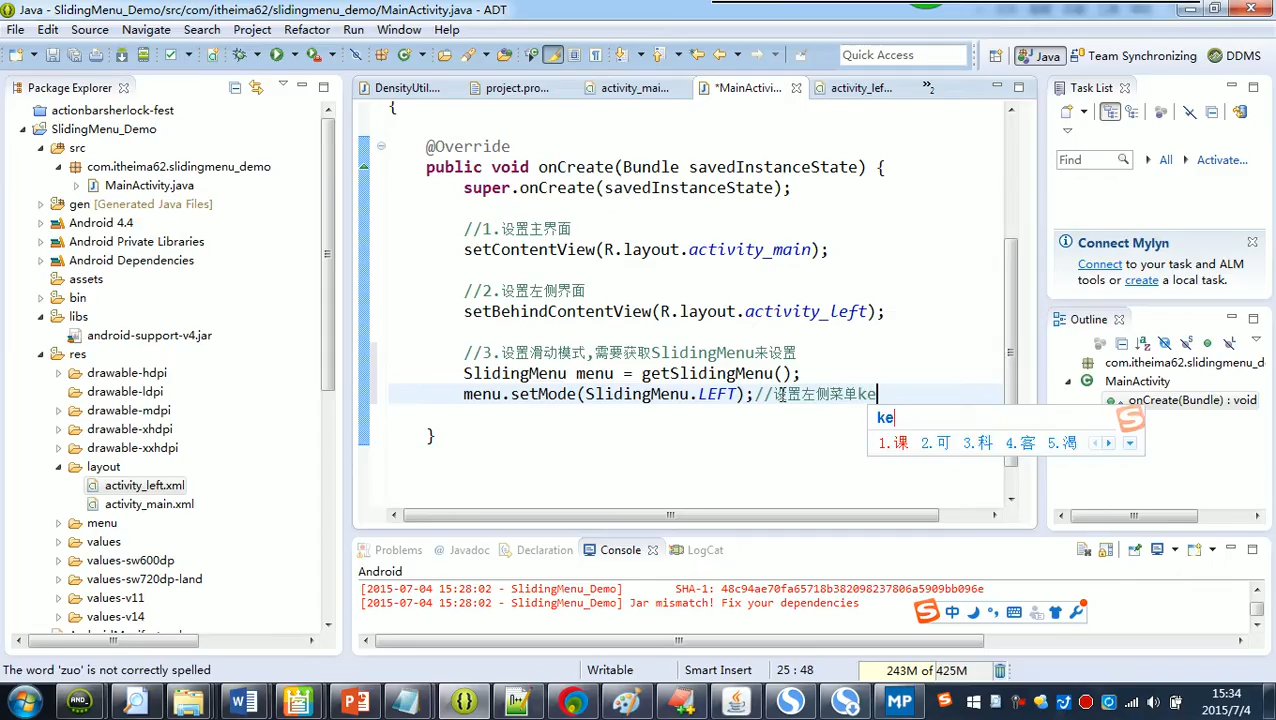 Java - SlidingMenu_Demo/src/com/itheima62/slidingmenu_demo/MainActivity.java - ADT
File Edit Source Navigate Search Project Refactor Run Window Help
Quick Access Java Team Synchronizing DDMS
Package Explorer
actionbarsherlock-fest
SlidingMenu_Demo
src
com.itheima62.slidingmenu_demo
MainActivity.java
gen [Generated Java Files]
Android 4.4
Android Private Libraries
Android Dependencies
assets
bin
libs
android-support-v4.jar
res
drawable-hdpi
drawable-ldpi
drawable-mdpi
drawable-xhdpi
drawable-xxhdpi
layout
activity_left.xml
activity_main.xml
menu
values
values-sw600dp
values-sw720dp-land
values-v11
values-v14
DensityUtil.... project.pro... activity_mai... *MainActivi... activity_lef... »2
{
@Override
public void onCreate(Bundle savedInstanceState) {
super.onCreate(savedInstanceState);
//1.设置主界面
setContentView(R.layout.activity_main);
//2.设置左侧界面
setBehindContentView(R.layout.activity_left);
//3.设置滑动模式,需要获取SlidingMenu来设置
SlidingMenu menu = getSlidingMenu();
menu.setMode(SlidingMenu.LEFT);//设置左侧菜单ke
}
ke
1.课 2.可 3.科 4.客 5.渴
Task List
Find All Activate...
Connect Mylyn
Connect to your task and ALM
tools or create a local task.
Outline
com.itheima62.slidingmenu_de
MainActivity
onCreate(Bundle) : void
Problems Javadoc Declaration Console LogCat
Android
[2015-07-04 15:28:02 - SlidingMenu_Demo] SHA-1: 48c94ae70fa65718b382098237806a5909bb096e
[2015-07-04 15:28:02 - SlidingMenu_Demo] Jar mismatch! Fix your dependencies
中
The word 'zuo' is not correctly spelled Writable Smart Insert 25 : 48 243M of 425M
MP
15:34
2015/7/4